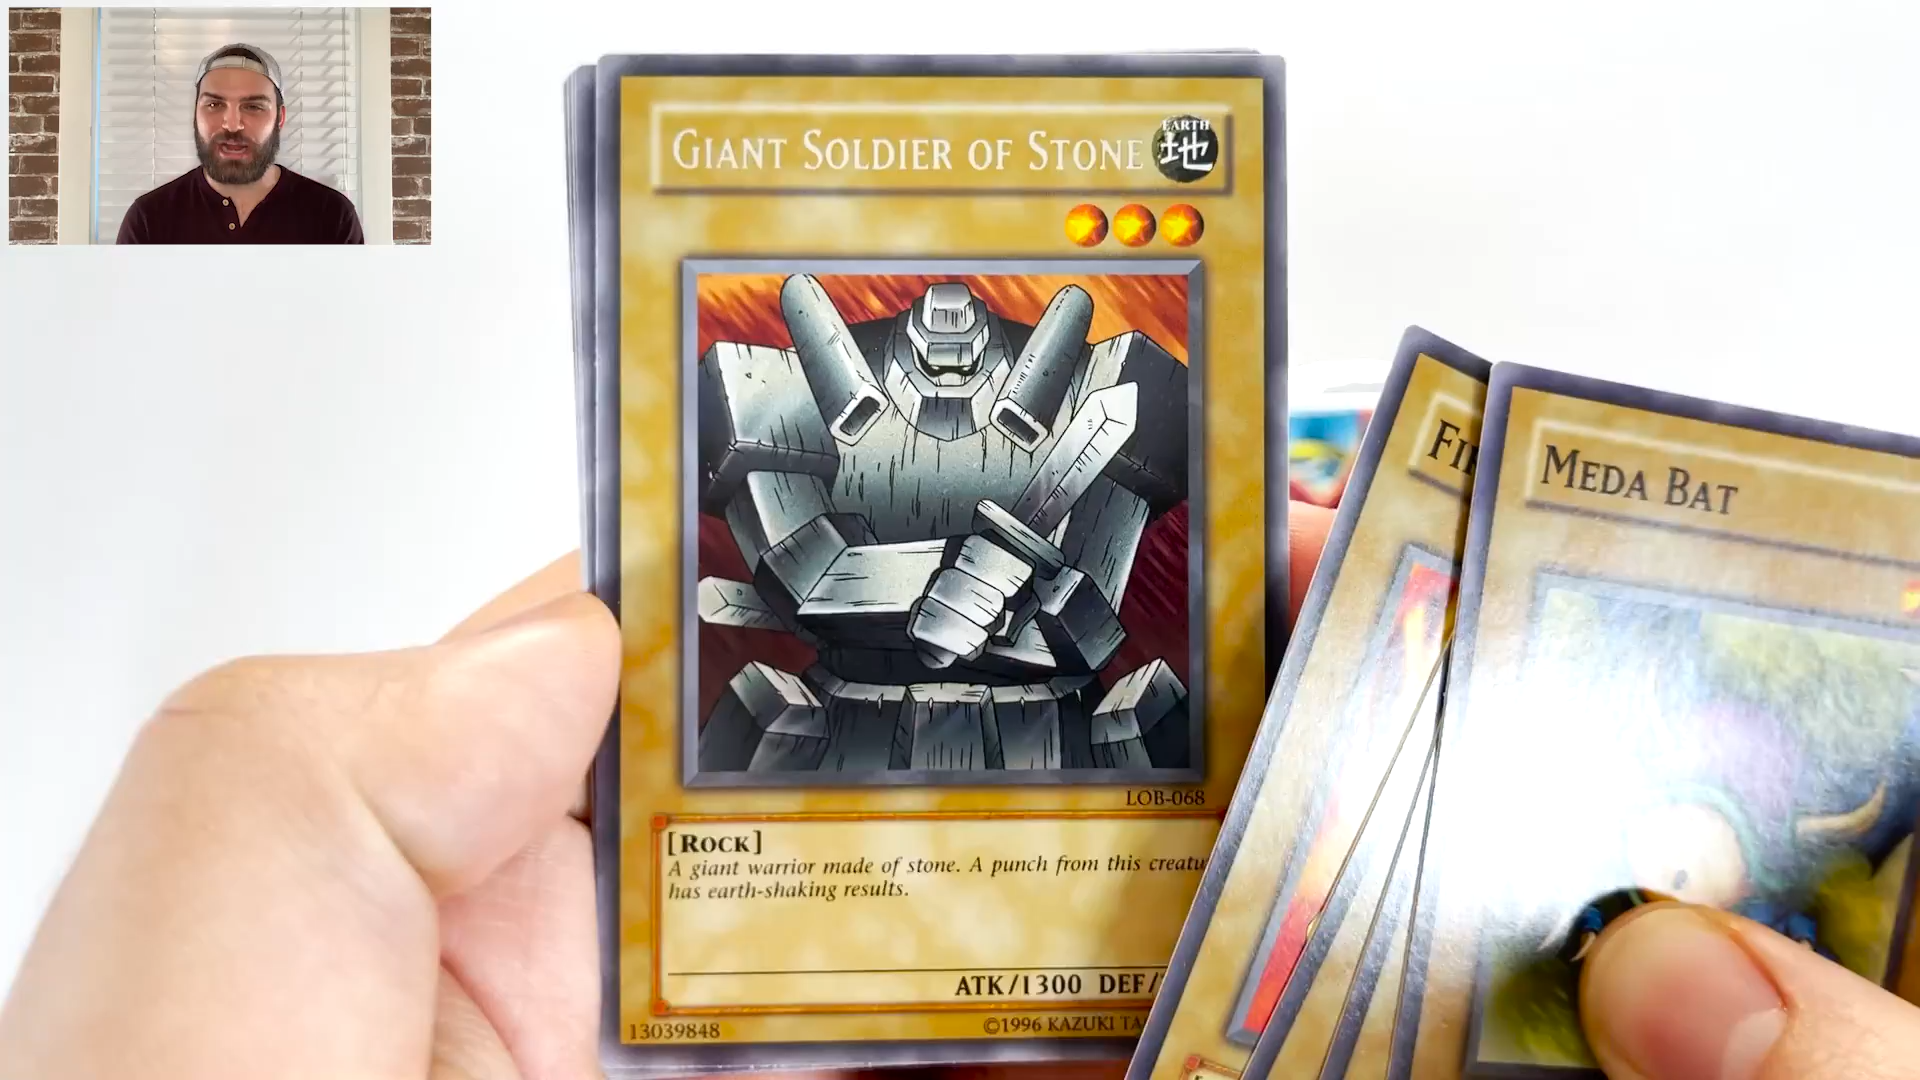 GIANT SOLDIER OF STONE
EARTH
地
LOB-068
[ROCK]
A giant warrior made of stone. A punch from this creatu
has earth-shaking results.
ATK/1300 DEF/
13039848
©1996 KAZUKI TA
FI
MEDA BAT